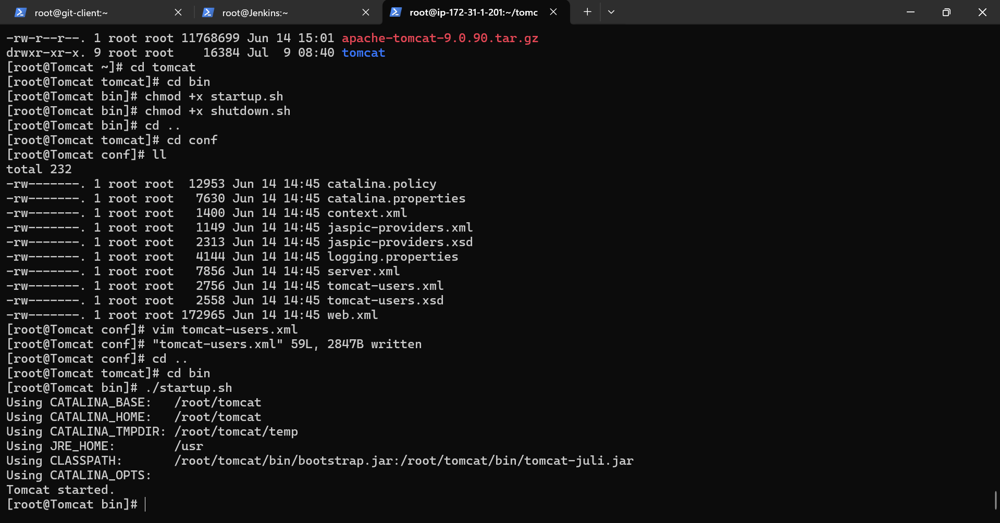 root@git-client:~
root@Jenkins:~
root@ip-172-31-1-201:~/tomc
-rw-r--r--. 1 root root 11768699 Jun 14 15:01 apache-tomcat-9.0.90.tar.gz
drwxr-xr-x. 9 root root    16384 Jul  9 08:40 tomcat
[root@Tomcat ~]# cd tomcat
[root@Tomcat tomcat]# cd bin
[root@Tomcat bin]# chmod +x startup.sh
[root@Tomcat bin]# chmod +x shutdown.sh
[root@Tomcat bin]# cd ..
[root@Tomcat tomcat]# cd conf
[root@Tomcat conf]# ll
total 232
-rw-------. 1 root root  12953 Jun 14 14:45 catalina.policy
-rw-------. 1 root root   7630 Jun 14 14:45 catalina.properties
-rw-------. 1 root root   1400 Jun 14 14:45 context.xml
-rw-------. 1 root root   1149 Jun 14 14:45 jaspic-providers.xml
-rw-------. 1 root root   2313 Jun 14 14:45 jaspic-providers.xsd
-rw-------. 1 root root   4144 Jun 14 14:45 logging.properties
-rw-------. 1 root root   7856 Jun 14 14:45 server.xml
-rw-------. 1 root root   2756 Jun 14 14:45 tomcat-users.xml
-rw-------. 1 root root   2558 Jun 14 14:45 tomcat-users.xsd
-rw-------. 1 root root 172965 Jun 14 14:45 web.xml
[root@Tomcat conf]# vim tomcat-users.xml
[root@Tomcat conf]# "tomcat-users.xml" 59L, 2847B written
[root@Tomcat conf]# cd ..
[root@Tomcat tomcat]# cd bin
[root@Tomcat bin]# ./startup.sh
Using CATALINA_BASE:   /root/tomcat
Using CATALINA_HOME:   /root/tomcat
Using CATALINA_TMPDIR: /root/tomcat/temp
Using JRE_HOME:        /usr
Using CLASSPATH:       /root/tomcat/bin/bootstrap.jar:/root/tomcat/bin/tomcat-juli.jar
Using CATALINA_OPTS:
Tomcat started.
[root@Tomcat bin]#